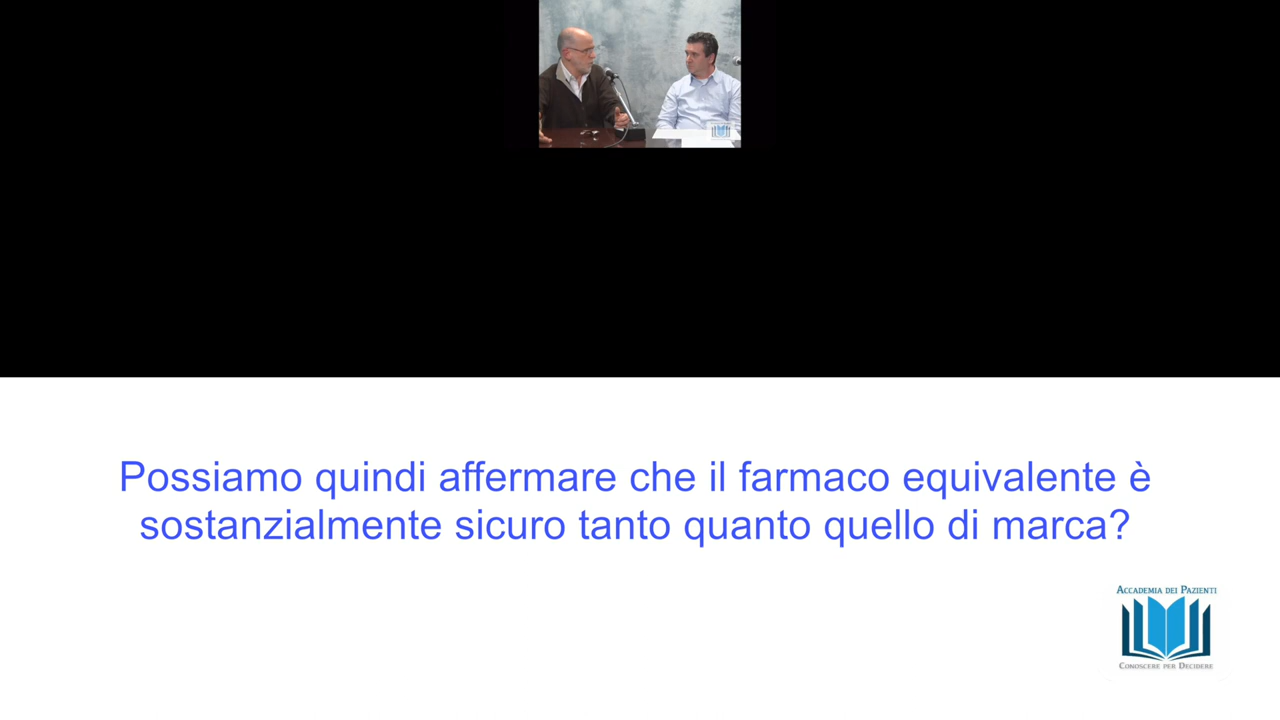 Possiamo quindi affermare che il farmaco equivalente è
sostanzialmente sicuro tanto quanto quello di marca?
ACCADEMIA DEI PAZIENTI
CONOSCERE PER DECIDERE